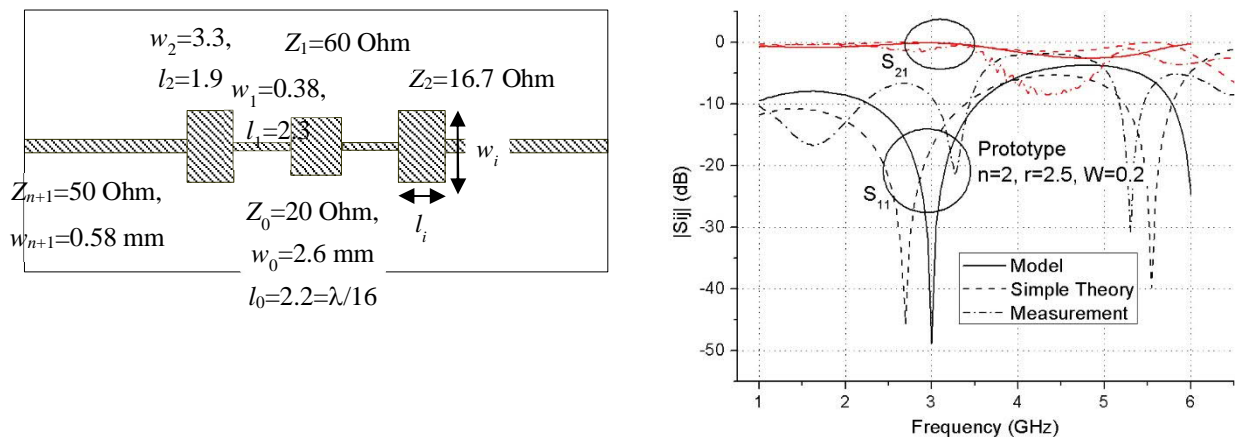 w2=3.3,
l2=1.9
Z1=60 Ohm
w1=0.38,
l1=2.3
Z2=16.7 Ohm
wi
li
Zn+1=50 Ohm,
wn+1=0.58 mm
Z0=20 Ohm,
w0=2.6 mm
l0=2.2=λ/16
|Sij| (dB)
0
-10
-20
-30
-40
-50
S21
S11
Prototype
n=2, r=2.5, W=0.2
Model
Simple Theory
Measurement
1 2 3 4 5 6
Frequency (GHz)